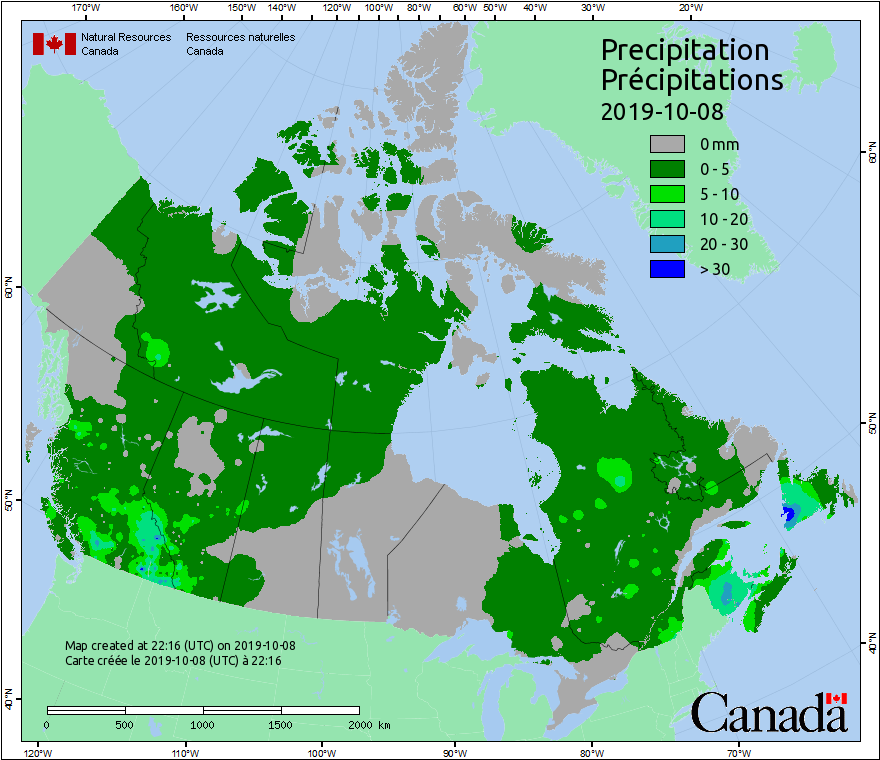 170°W 160°W 150°W 140°W 130°W 120°W 110°W 100°W 90°W 80°W 60°W 50°W 40°W 30°W 20°W
Natural Resources Ressources naturelles
Canada Canada
Precipitation
Précipitations
2019-10-08
0 mm
0 - 5
5 - 10
10 - 20
20 - 30
> 30
60°N
50°N
40°N
60°N
50°N
40°N
Map created at 22:16 (UTC) on 2019-10-08
Carte créée le 2019-10-08 (UTC) à 22:16
0 500 1000 1500 2000 km
Canada
120°W 110°W 100°W 90°W 80°W 70°W